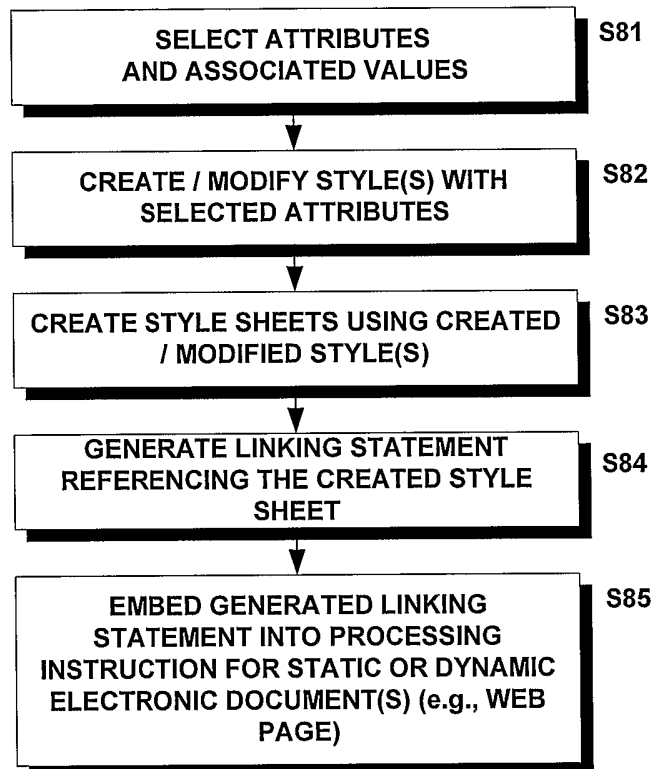 SELECT ATTRIBUTES
AND ASSOCIATED VALUES
S81
CREATE / MODIFY STYLE(S) WITH
SELECTED ATTRIBUTES
S82
CREATE STYLE SHEETS USING CREATED
/ MODIFIED STYLE(S)
S83
GENERATE LINKING STATEMENT
REFERENCING THE CREATED STYLE
SHEET
S84
EMBED GENERATED LINKING
STATEMENT INTO PROCESSING
INSTRUCTION FOR STATIC OR DYNAMIC
ELECTRONIC DOCUMENT(S) (e.g., WEB
PAGE)
S85